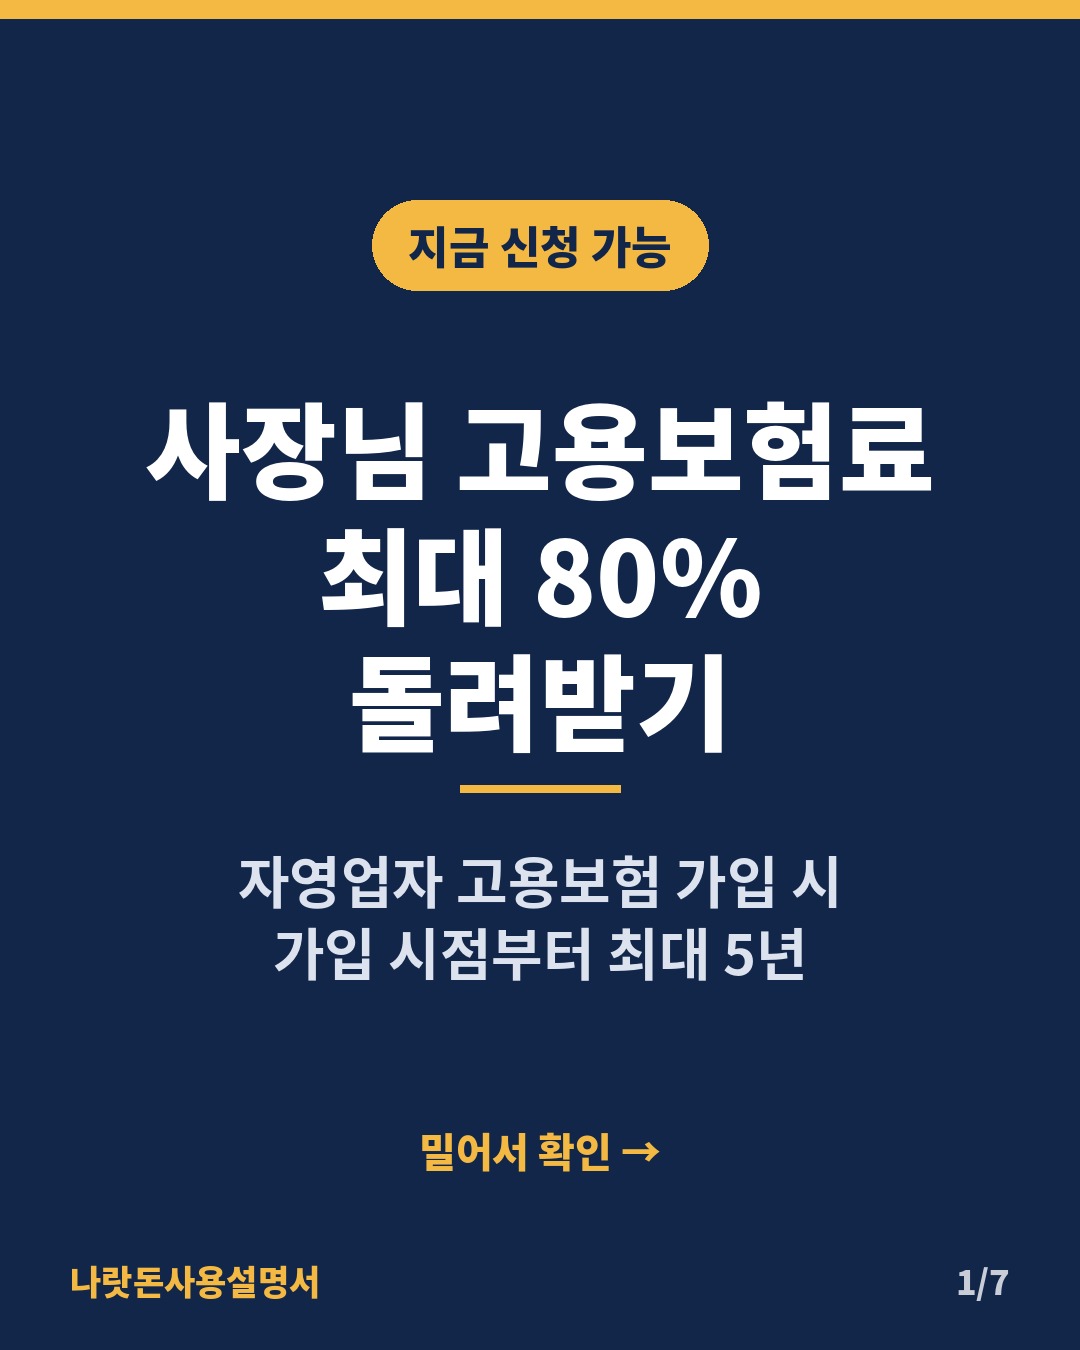 지금 신청 가능
사장님 고용보험료
최대 80%
돌려받기
자영업자 고용보험 가입 시
가입 시점부터 최대 5년
밀어서 확인 →
나랏돈사용설명서
1/7